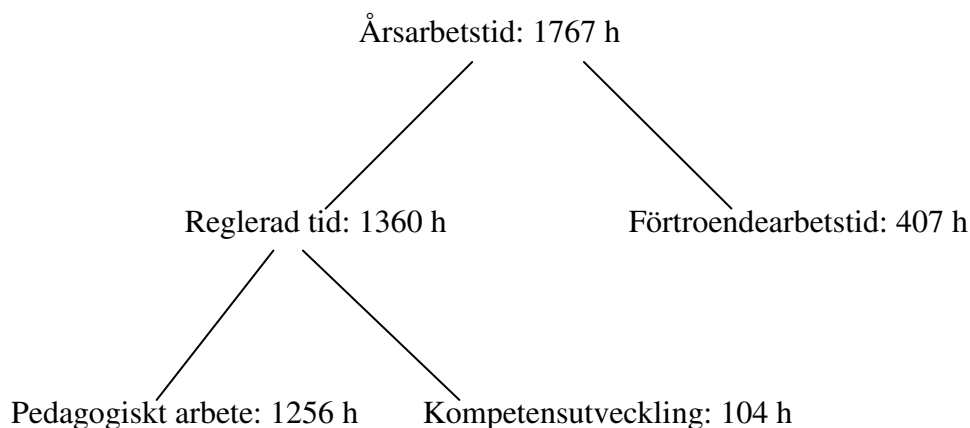 Årsarbetstid: 1767 h
Reglerad tid: 1360 h
Förtroendearbetstid: 407 h
Pedagogiskt arbete: 1256 h
Kompetensutveckling: 104 h